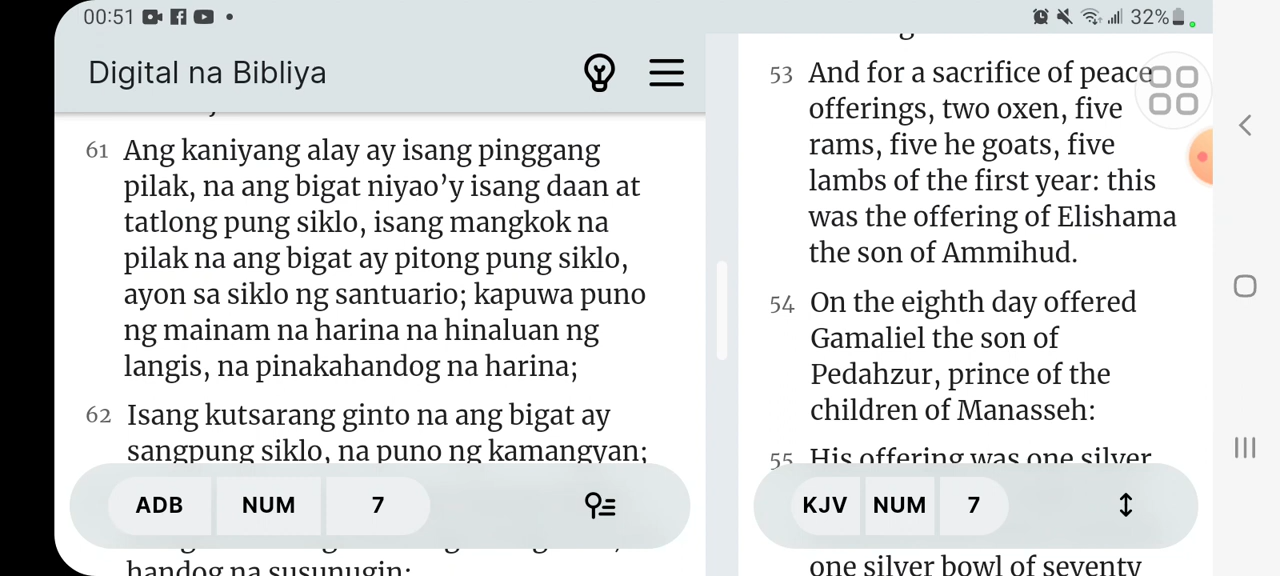 00:51
32%
Digital na Bibliya
61 Ang kaniyang alay ay isang pinggang
pilak, na ang bigat niyao’y isang daan at
tatlong pung siklo, isang mangkok na
pilak na ang bigat ay pitong pung siklo,
ayon sa siklo ng santuario; kapuwa puno
ng mainam na harina na hinaluan ng
langis, na pinakahandog na harina;
62 Isang kutsarang ginto na ang bigat ay
sangpung siklo, na puno ng kamangyan;
handog na susunugin;
ADB NUM 7
53 And for a sacrifice of peace
offerings, two oxen, five
rams, five he goats, five
lambs of the first year: this
was the offering of Elishama
the son of Ammihud.
54 On the eighth day offered
Gamaliel the son of
Pedahzur, prince of the
children of Manasseh:
55 His offering was one silver
one silver bowl of seventy
KJV NUM 7